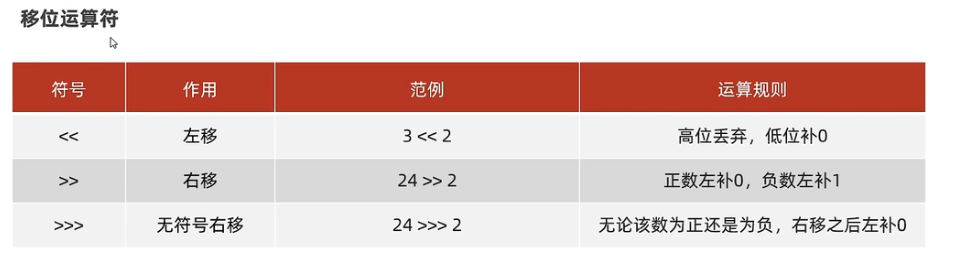 移位运算符
符号 作用 范例 运算规则
<< 左移 3 << 2 高位丢弃，低位补0
>> 右移 24 >> 2 正数左补0，负数左补1
>>> 无符号右移 24 >>> 2 无论该数为正还是为负，右移之后左补0